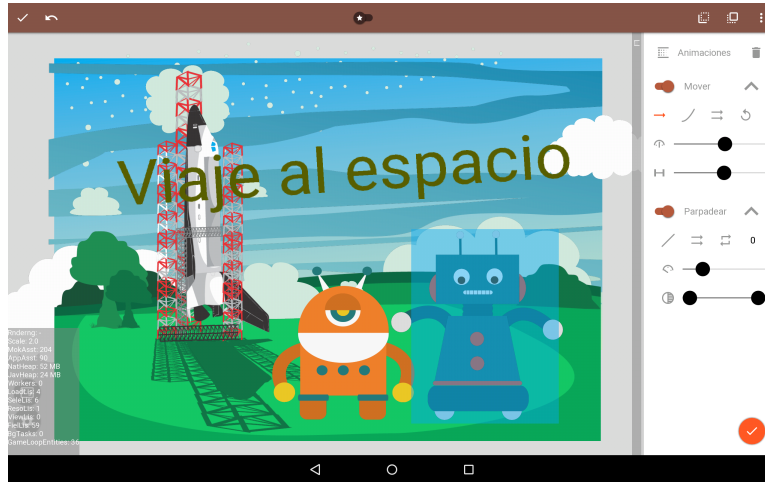 Animaciones
Mover
Viaje al espacio
Parpadear
0
Rndering: -
Scale: 2.0
MokAsst: 204
AppAsst: 90
NatHeap: 52 MB
JavHeap: 24 MB
Workers: 0
LoadLis: 4
SeleLis: 6
ResoLis: 1
ViewLis: 0
FielLis: 59
BgTasks: 0
GameLoopEntities: 36